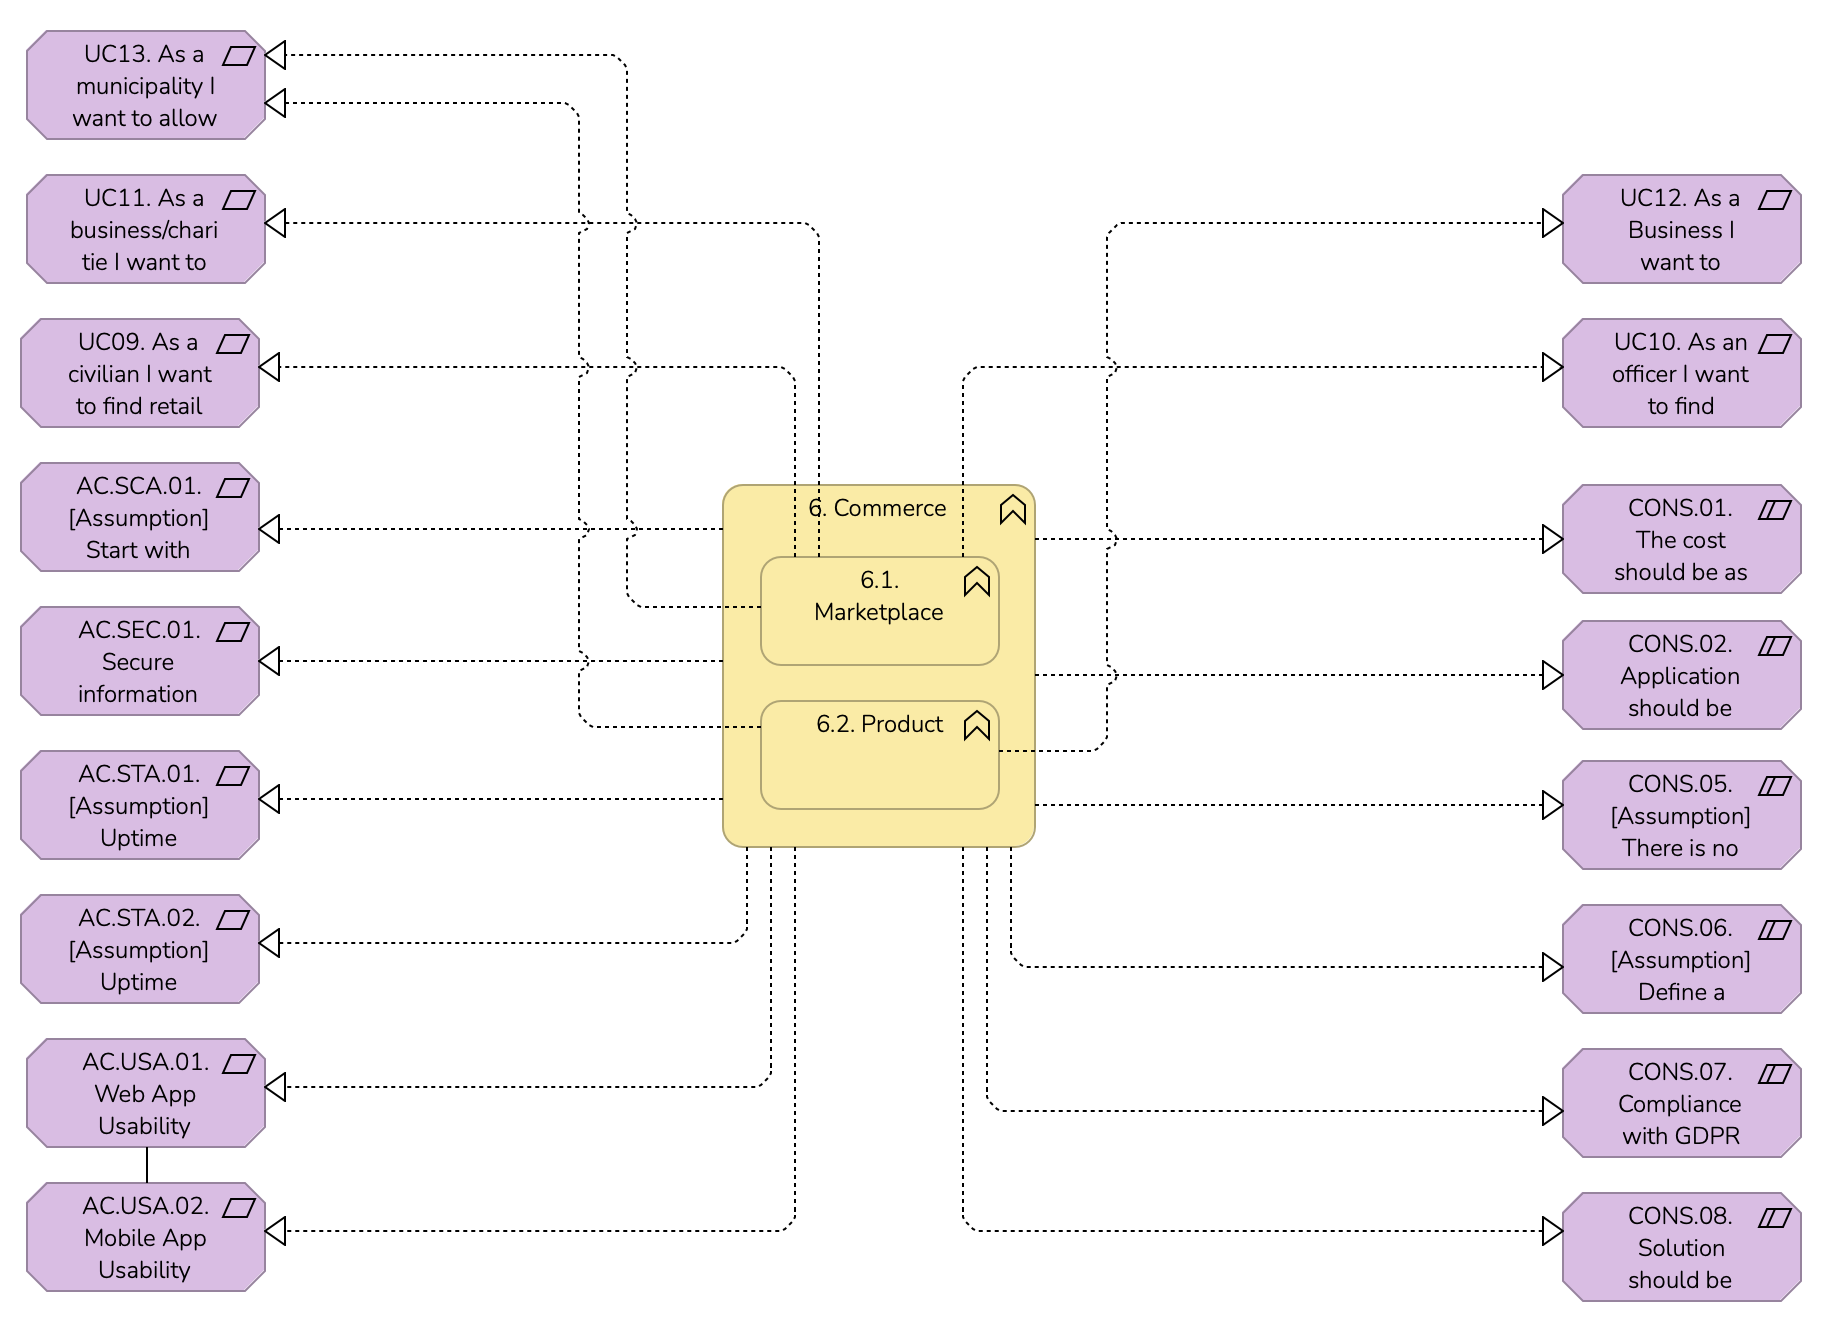 UC13. As a
municipality I
want to allow
UC11. As a
business/chari
tie I want to
UC09. As a
civilian I want
to find retail
AC.SCA.01.
[Assumption]
Start with
AC.SEC.01.
Secure
information
AC.STA.01.
[Assumption]
Uptime
AC.STA.02.
[Assumption]
Uptime
AC.USA.01.
Web App
Usability
AC.USA.02.
Mobile App
Usability
6. Commerce
6.1.
Marketplace
6.2. Product
UC12. As a
Business I
want to
UC10. As an
officer I want
to find
CONS.01.
The cost
should be as
CONS.02.
Application
should be
CONS.05.
[Assumption]
There is no
CONS.06.
[Assumption]
Define a
CONS.07.
Compliance
with GDPR
CONS.08.
Solution
should be